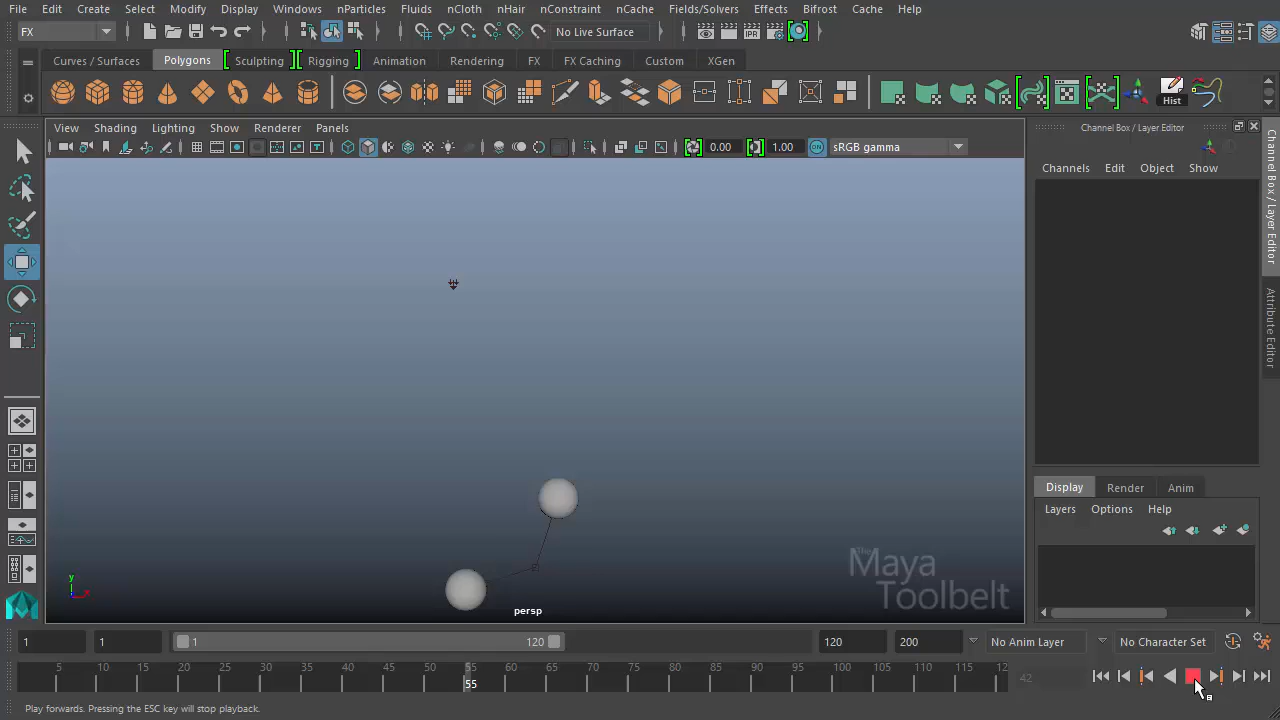 File Edit Create Select Modify Display Windows nParticles Fluids nCloth nHair nConstraint nCache Fields/Solvers Effects Bifrost Cache Help
FX No Live Surface
Curves / Surfaces Polygons Sculpting Rigging Animation Rendering FX FX Caching Custom XGen
IPR Hist
View Shading Lighting Show Renderer Panels
Channel Box / Layer Editor
0.00 1.00 ON sRGB gamma
Channels Edit Object Show
Channel Box / Layer Editor
Attribute Editor
Display Render Anim
Layers Options Help
The Maya
Toolbelt
y
persp
1 1 1 120 120 200 No Anim Layer No Character Set
5 10 15 20 25 30 35 40 45 50 55 60 65 70 75 80 85 90 95 100 105 110 115 12
55 42
Play forwards. Pressing the ESC key will stop playback.